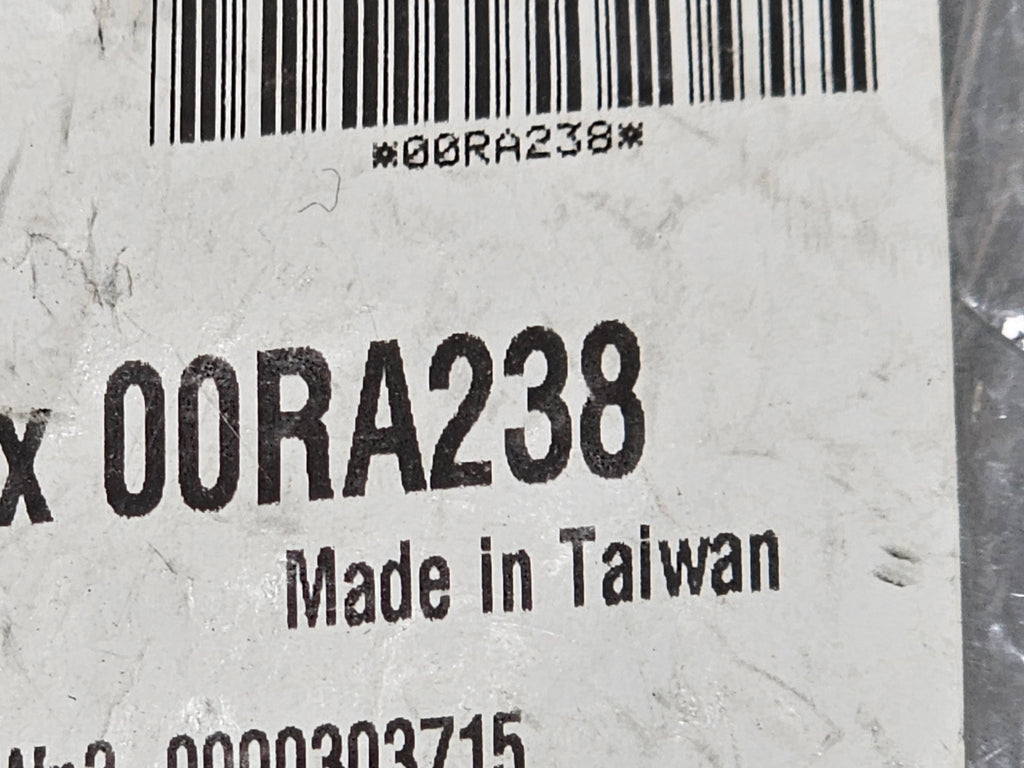 *00RA238*
x 00RA238
Made in Taiwan
0000303715